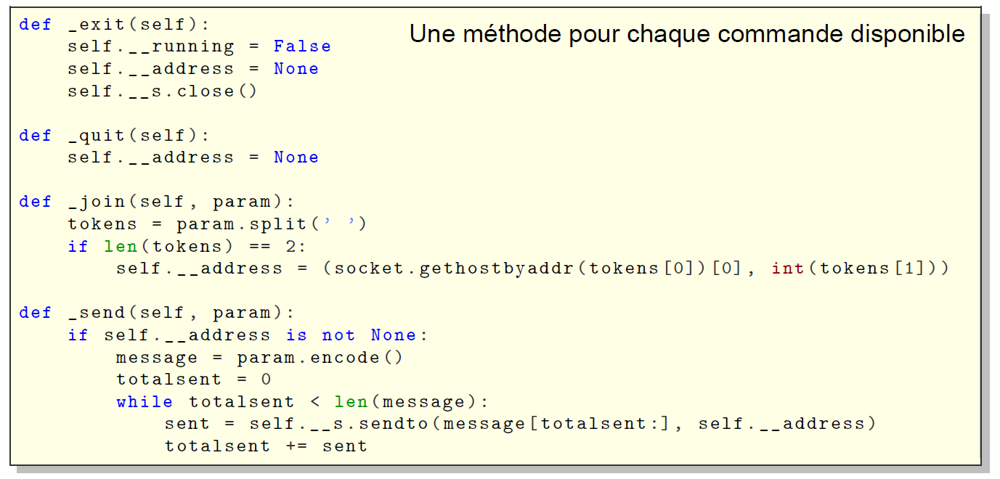 def _exit(self):
Une méthode pour chaque commande disponible
    self.__running = False
    self.__address = None
    self.__s.close()

def _quit(self):
    self.__address = None

def _join(self, param):
    tokens = param.split(’ ’)
    if len(tokens) == 2:
        self.__address = (socket.gethostbyaddr(tokens[0])[0], int(tokens[1]))

def _send(self, param):
    if self.__address is not None:
        message = param.encode()
        totalsent = 0
        while totalsent < len(message):
            sent = self.__s.sendto(message[totalsent:], self.__address)
            totalsent += sent